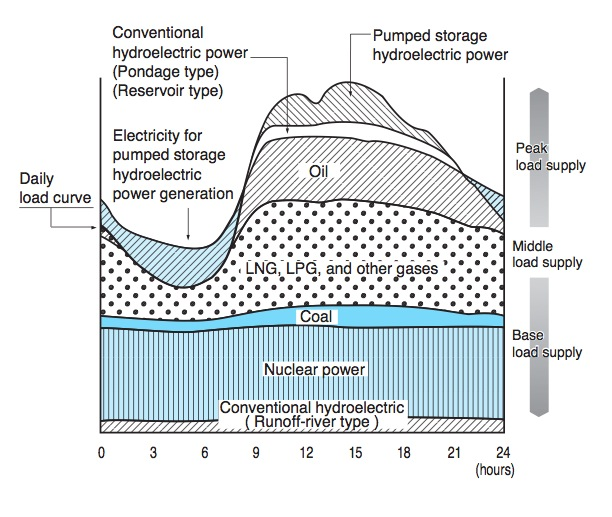 Conventional
hydroelectric power
(Pondage type)
(Reservoir type)
Pumped storage
hydroelectric power
Electricity for
pumped storage
hydroelectric
power generation
Daily
load curve
Oil
Peak
load supply
LNG, LPG, and other gases
Middle
load supply
Coal
Base
load supply
Nuclear power
Conventional hydroelectric
( Runoff-river type )
0 3 6 9 12 15 18 21 24
(hours)